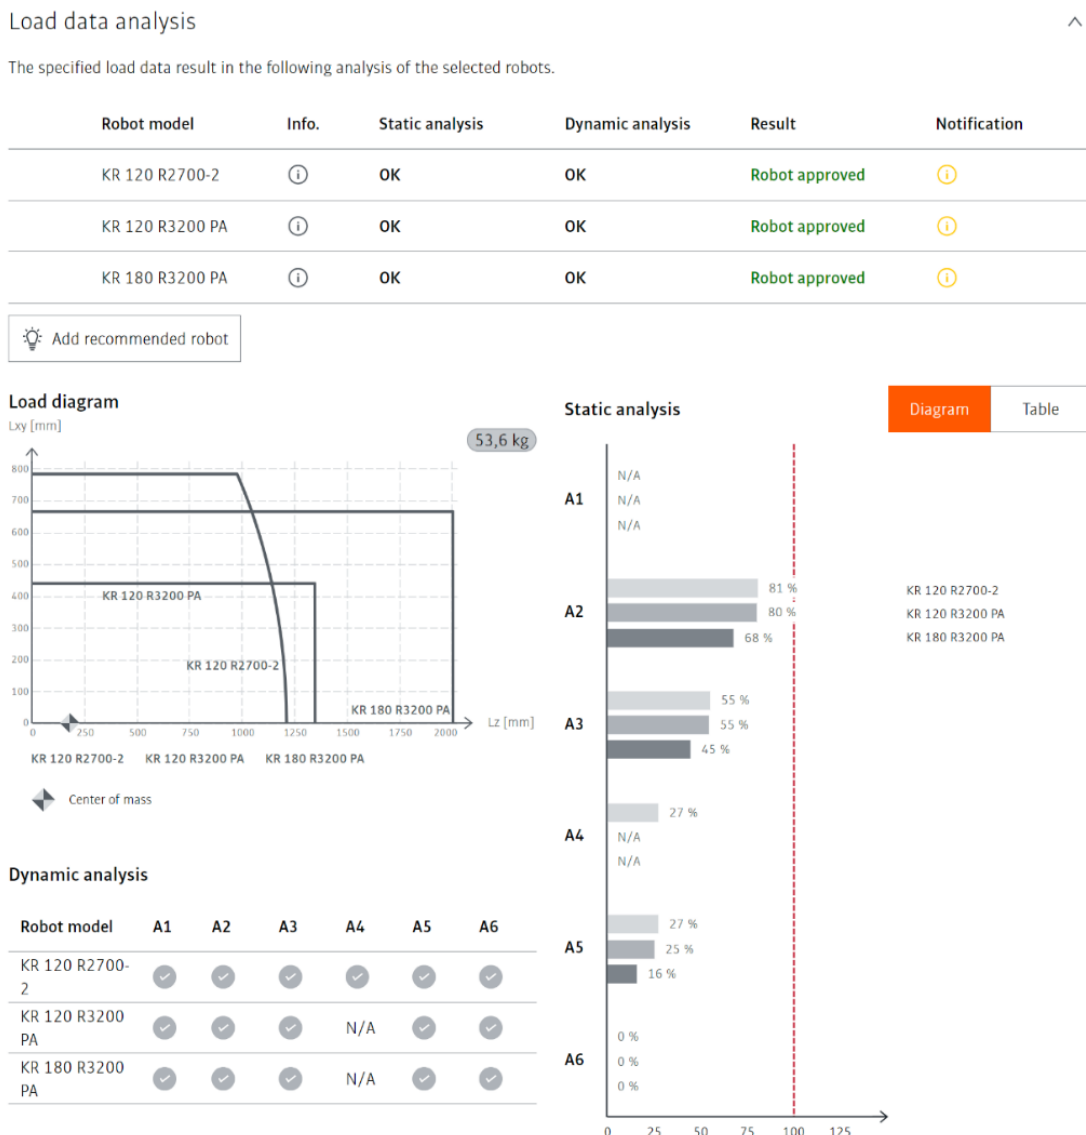 Load data analysis
The specified load data result in the following analysis of the selected robots.
Robot model Info. Static analysis Dynamic analysis Result Notification
KR 120 R2700-2 OK OK Robot approved
KR 120 R3200 PA OK OK Robot approved
KR 180 R3200 PA OK OK Robot approved
Add recommended robot
Load diagram
Lxy [mm]
53,6 kg
800
700
600
500
400
300
200
100
0
KR 120 R3200 PA
KR 120 R2700-2
KR 180 R3200 PA
Lz [mm]
0 250 500 750 1000 1250 1500 1750 2000
KR 120 R2700-2 KR 120 R3200 PA KR 180 R3200 PA
Center of mass
Dynamic analysis
Robot model A1 A2 A3 A4 A5 A6
KR 120 R2700-
2
KR 120 R3200
PA
N/A
KR 180 R3200
PA
N/A
Static analysis
Diagram Table
A1
N/A
N/A
N/A
A2
81 %
80 %
68 %
KR 120 R2700-2
KR 120 R3200 PA
KR 180 R3200 PA
A3
55 %
55 %
45 %
A4
27 %
N/A
N/A
A5
27 %
25 %
16 %
A6
0 %
0 %
0 %
0 25 50 75 100 125